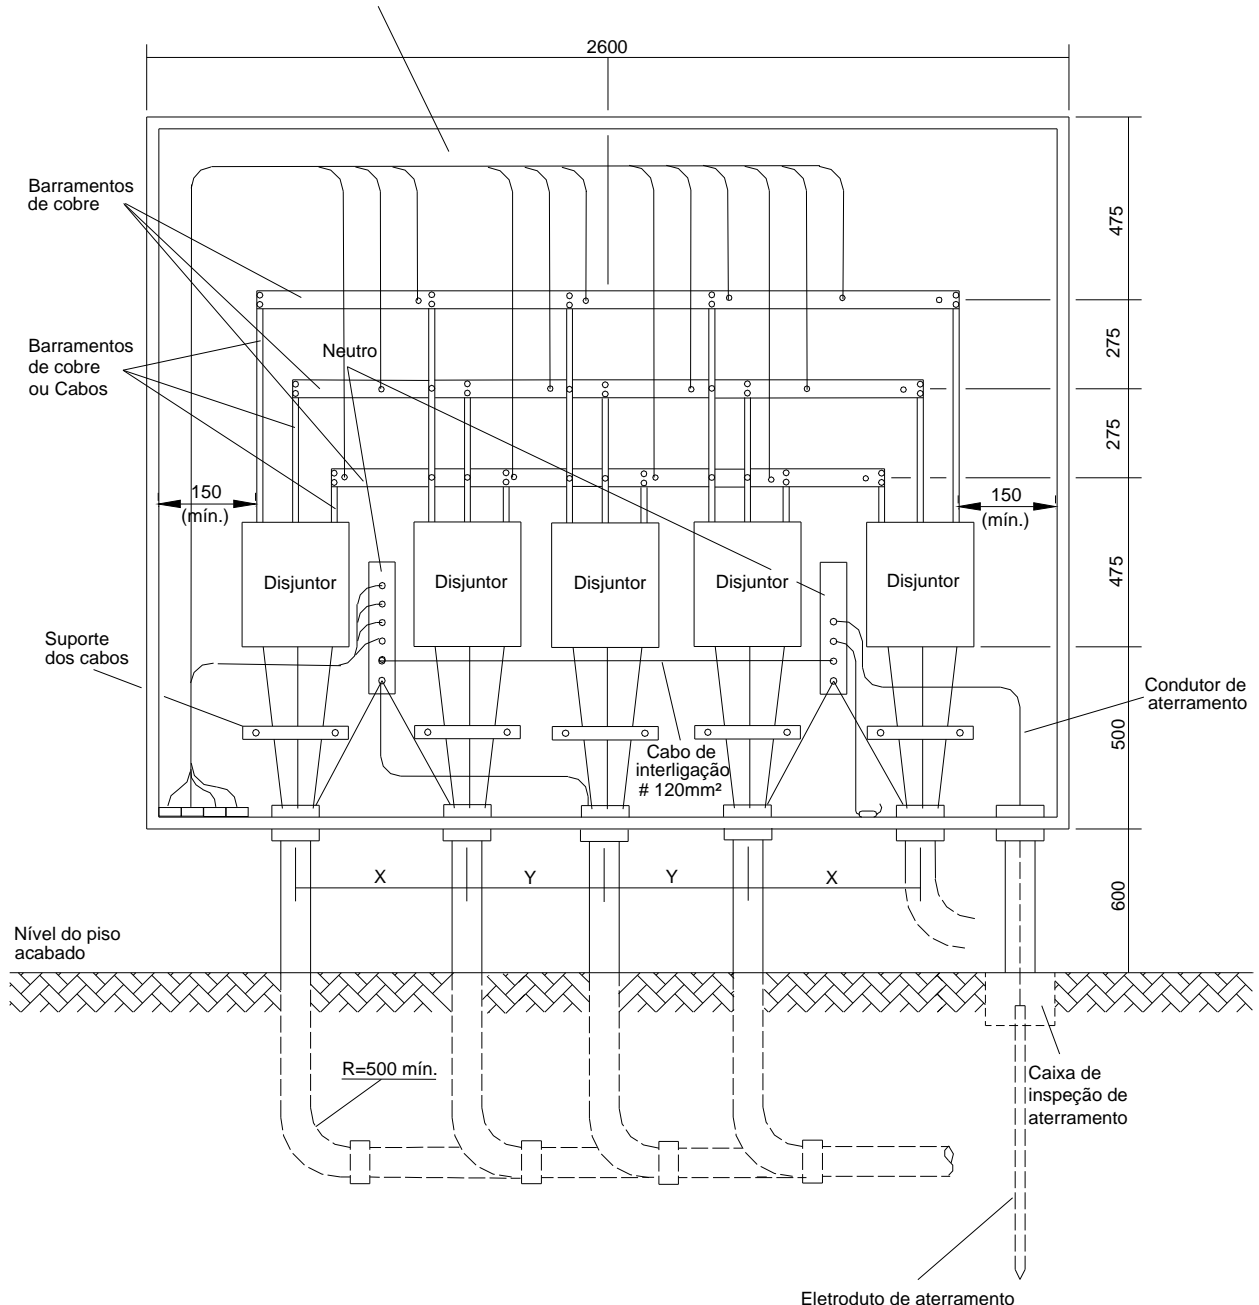 2600
Barramentos
de cobre
475
Barramentos
de cobre
ou Cabos
Neutro
275
275
150
(mín.)
150
(mín.)
Disjuntor
Disjuntor
Disjuntor
Disjuntor
Disjuntor
475
Suporte
dos cabos
Condutor de
aterramento
500
Cabo de
interligação
# 120mm²
X
Y
Y
X
600
Nível do piso
acabado
R=500 mín.
Caixa de
inspeção de
aterramento
Eletroduto de aterramento